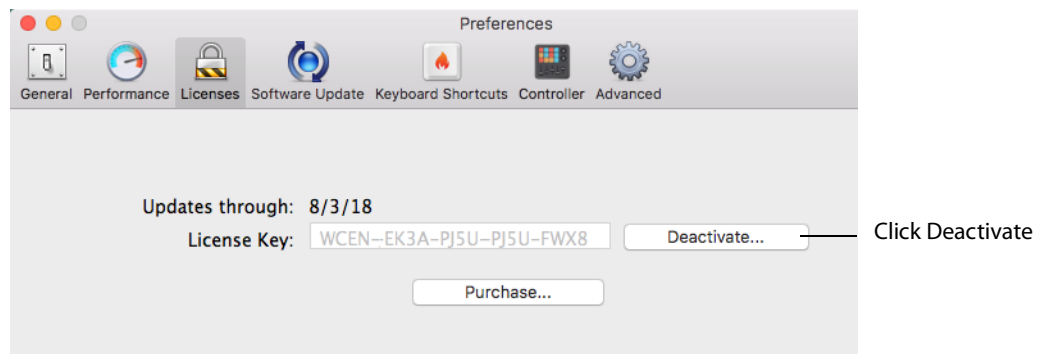 Preferences
General Performance Licenses Software Update Keyboard Shortcuts Controller Advanced
Updates through: 8/3/18
License Key: WCEN-EK3A-PJ5U-PJ5U-FWX8 Deactivate... Click Deactivate
Purchase...